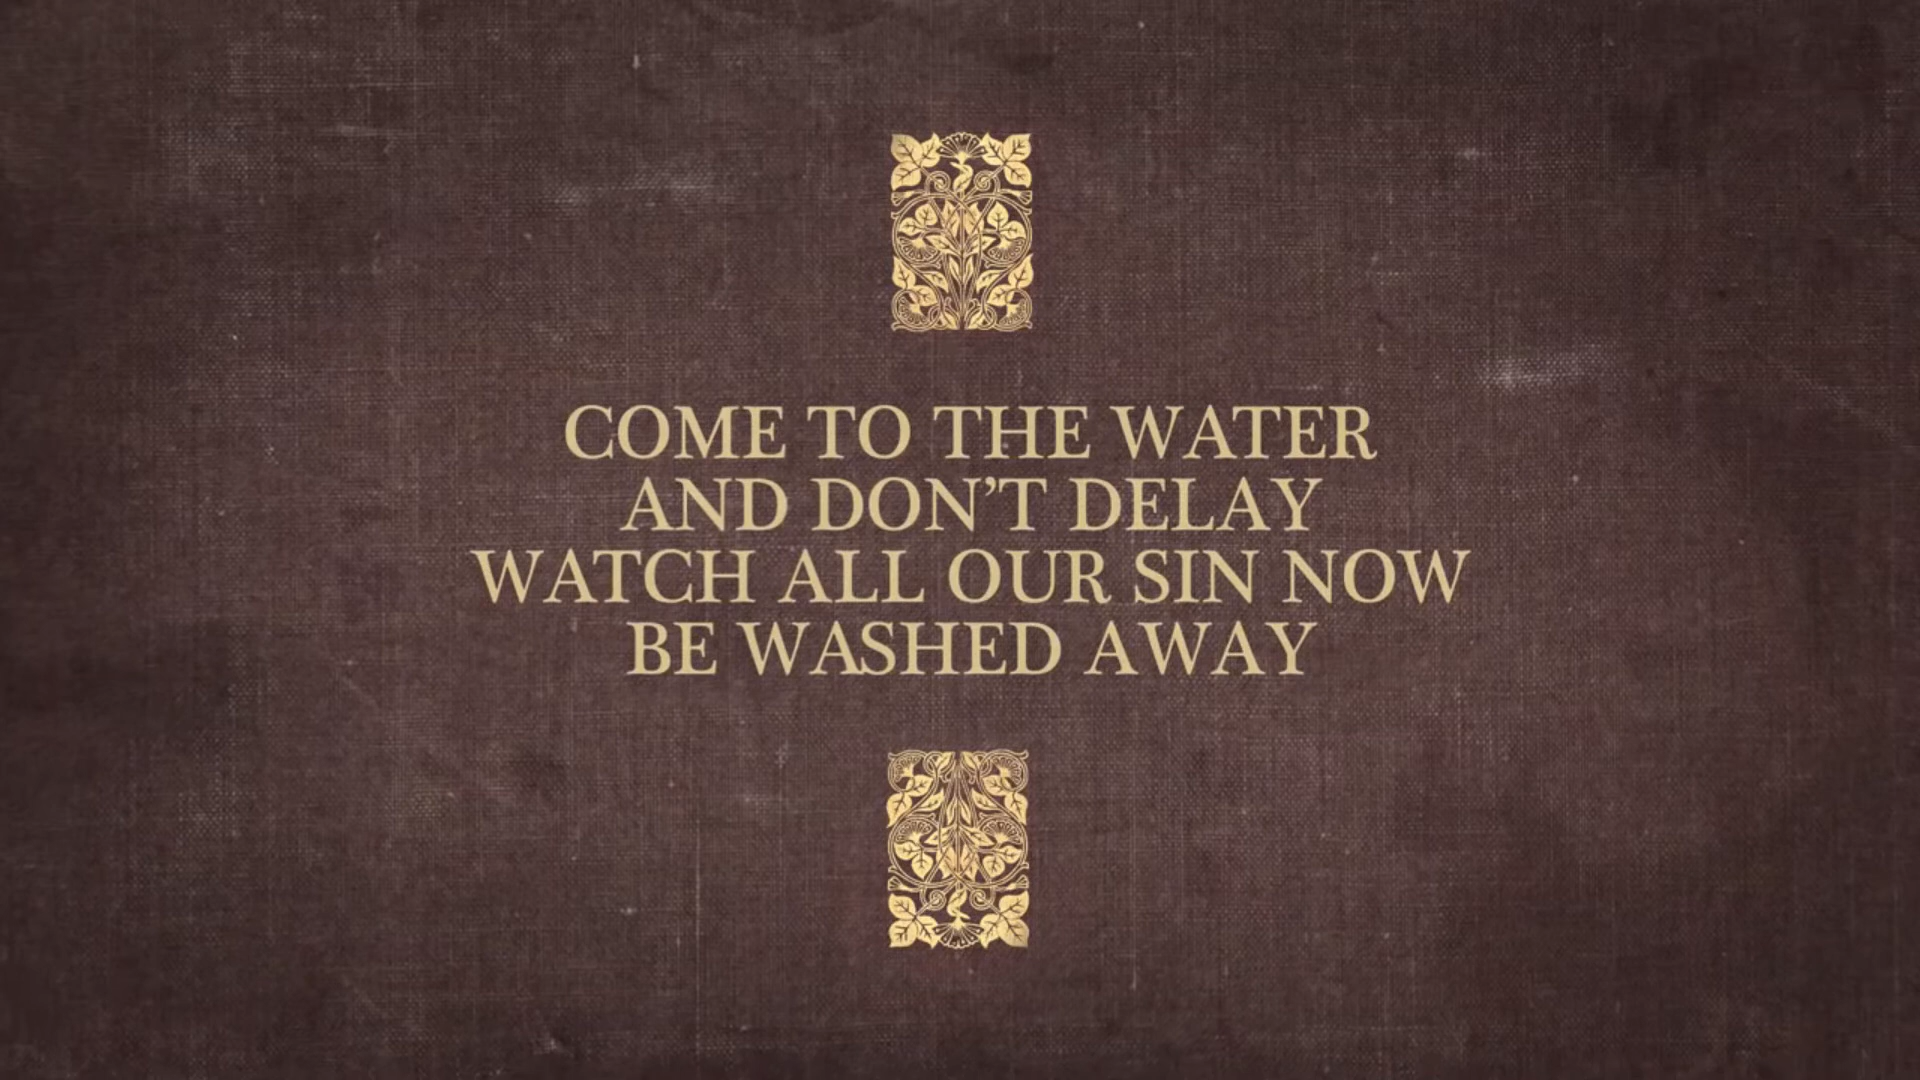 COME TO THE WATER
AND DON’T DELAY
WATCH ALL OUR SIN NOW
BE WASHED AWAY